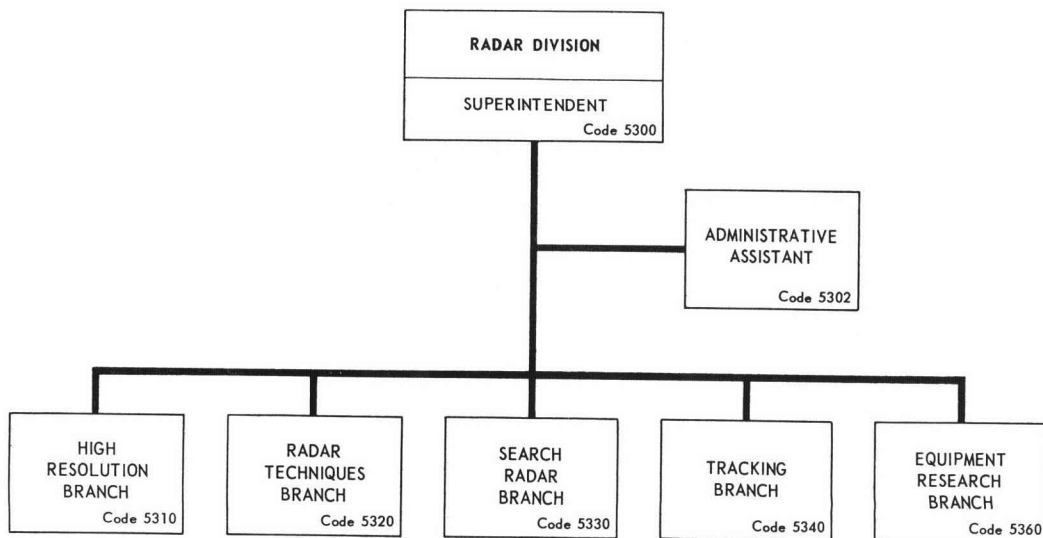 RADAR DIVISION
SUPERINTENDENT
Code 5300
ADMINISTRATIVE
ASSISTANT
Code 5302
HIGH
RESOLUTION
BRANCH
Code 5310
RADAR
TECHNIQUES
BRANCH
Code 5320
SEARCH
RADAR
BRANCH
Code 5330
TRACKING
BRANCH
Code 5340
EQUIPMENT
RESEARCH
BRANCH
Code 5360